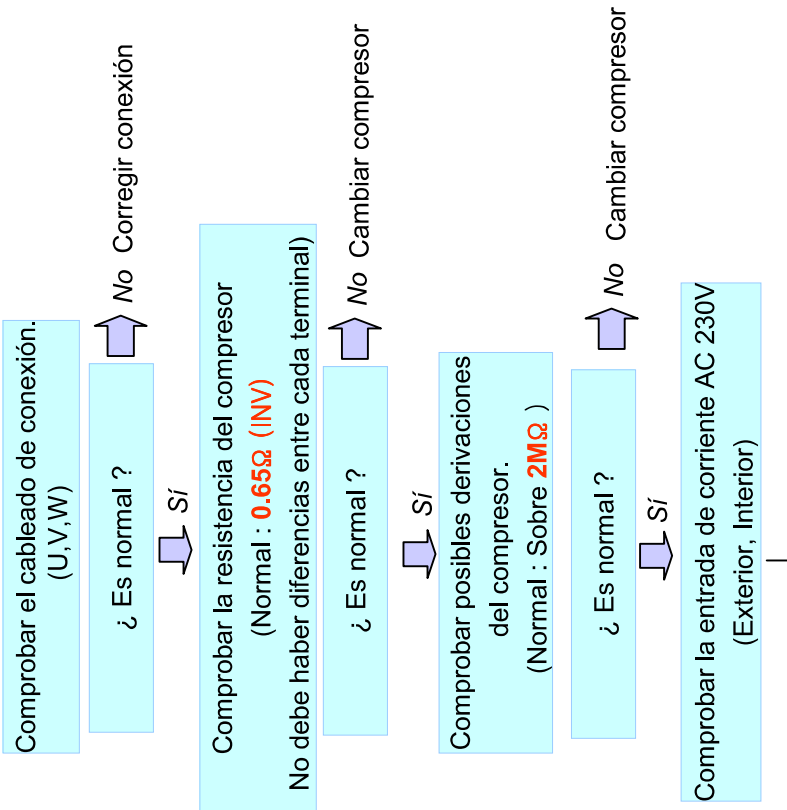 Comprobar el cableado de conexión.
(U,V,W)
¿ Es normal ?
No Corregir conexión
Sí
Comprobar la resistencia del compresor
(Normal : 0.65Ω (INV)
No debe haber diferencias entre cada terminal)
¿ Es normal ?
No Cambiar compresor
Sí
Comprobar posibles derivaciones
del compresor.
(Normal : Sobre 2MΩ )
¿ Es normal ?
No Cambiar compresor
Sí
Comprobar la entrada de corriente AC 230V
(Exterior, Interior)